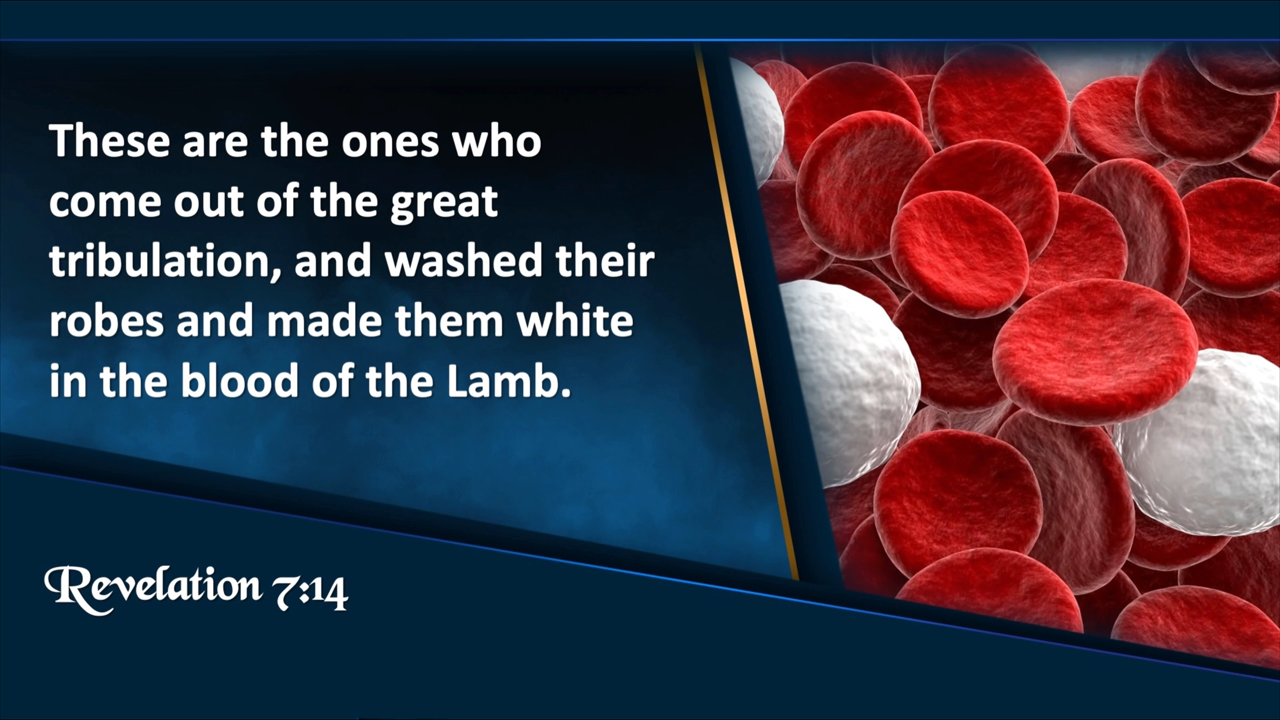 These are the ones who
come out of the great
tribulation, and washed their
robes and made them white
in the blood of the Lamb.
Revelation 7:14